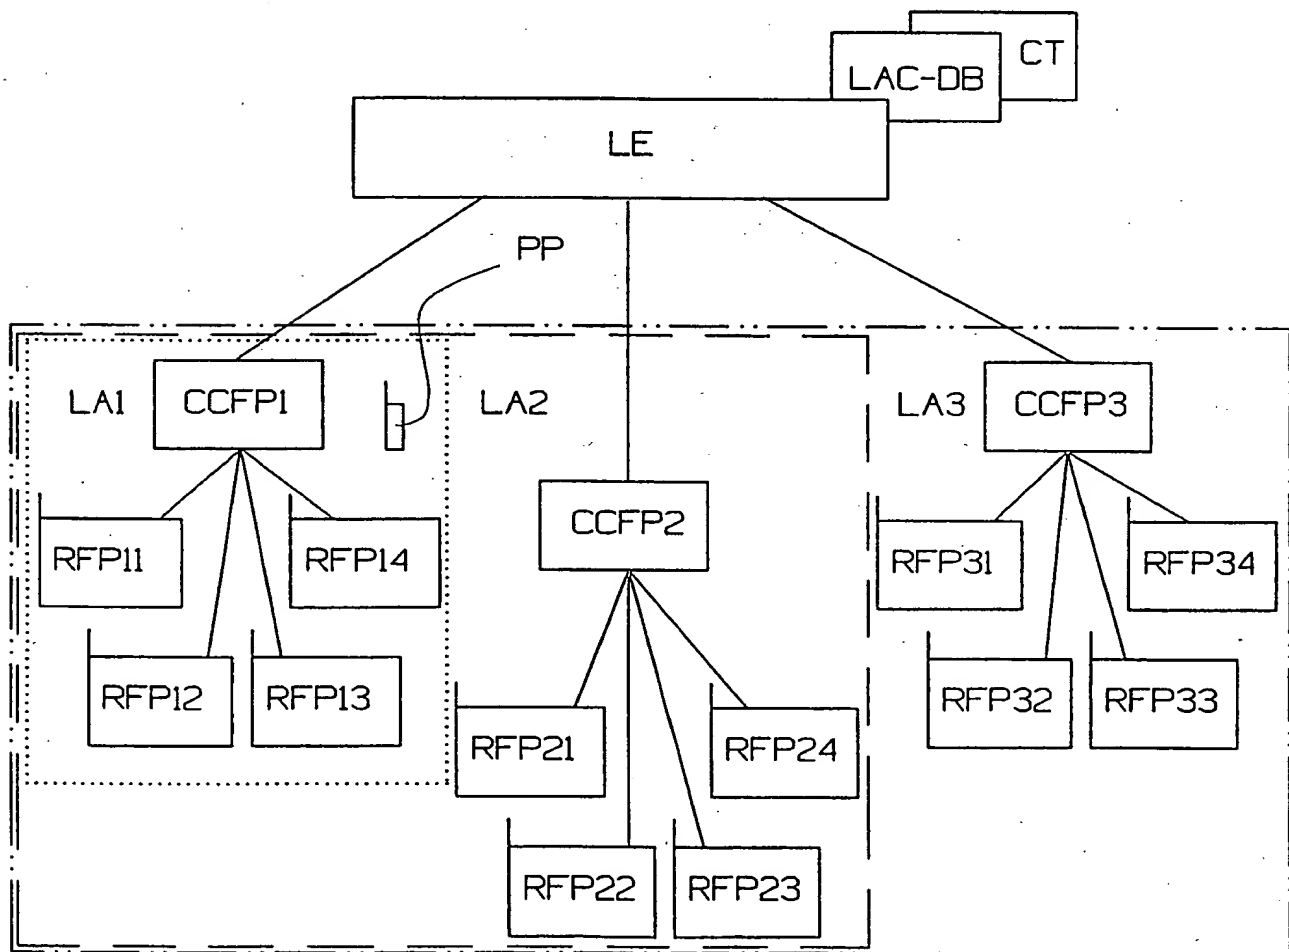 CT
LAC-DB
LE
PP
LA1
CCFP1
LA2
LA3
CCFP3
CCFP2
RFP11
RFP14
RFP31
RFP34
RFP12
RFP13
RFP32
RFP33
RFP21
RFP24
RFP22
RFP23